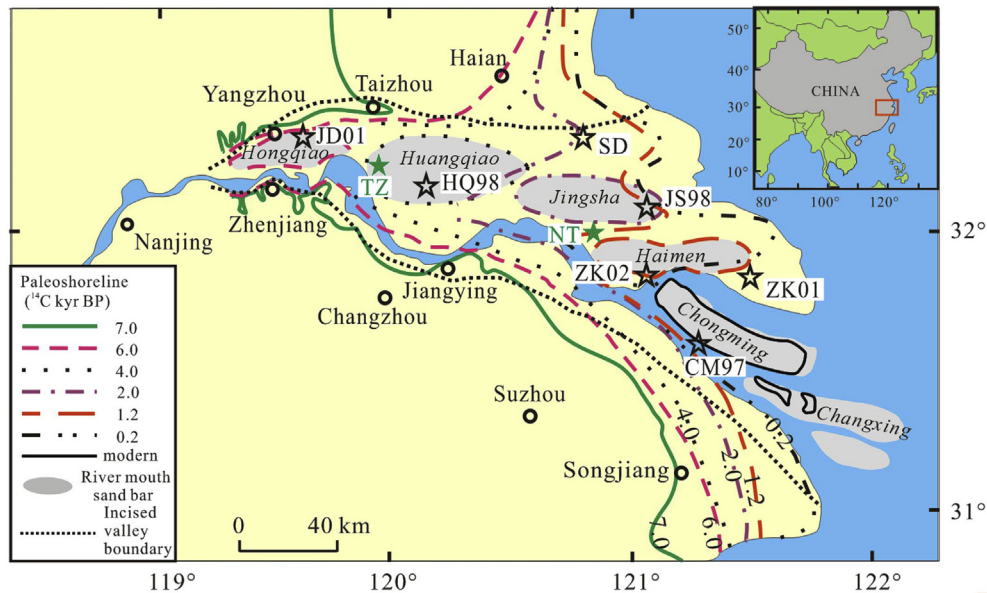 Haian
Taizhou
Yangzhou
JD01
Hongqiao
Huangqiao
HQ98
TZ
SD
Jingsha
JS98
NT
Haimen
ZK02
ZK01
Zhenjiang
Nanjing
Jiangying
Changzhou
Chongming
CM97
Changxing
Suzhou
Songjiang
4.0
2.0
1.2
0.2
7.0
6.0
32°
31°
119°
120°
121°
122°
0 40 km
Paleoshoreline
(¹⁴C kyr BP)
7.0
6.0
4.0
2.0
1.2
0.2
modern
River mouth
sand bar
Incised
valley
boundary
50°
40°
30°
20°
10°
CHINA
80°
100°
120°